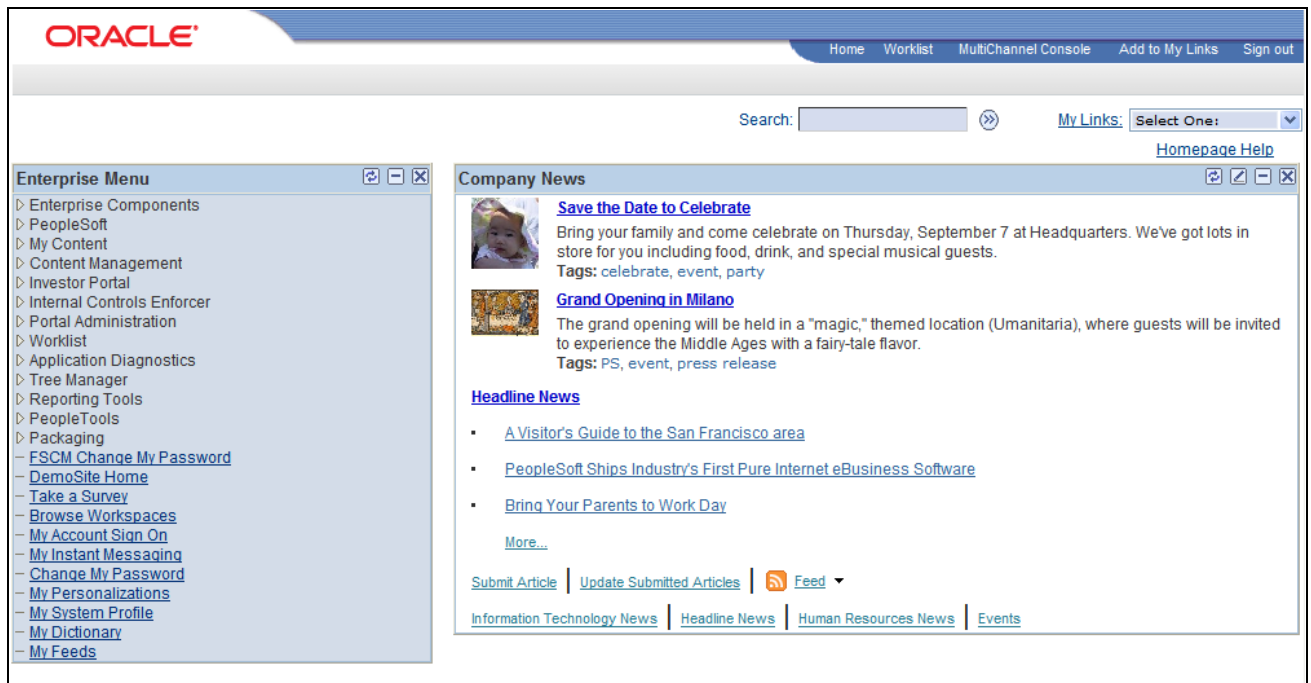 ORACLE
Home Worklist MultiChannel Console Add to My Links Sign out
Search: My Links: Select One:
Homepage Help
Enterprise Menu
Enterprise Components
PeopleSoft
My Content
Content Management
Investor Portal
Internal Controls Enforcer
Portal Administration
Worklist
Application Diagnostics
Tree Manager
Reporting Tools
PeopleTools
Packaging
FSCM Change My Password
DemoSite Home
Take a Survey
Browse Workspaces
My Account Sign On
My Instant Messaging
Change My Password
My Personalizations
My System Profile
My Dictionary
My Feeds
Company News
Save the Date to Celebrate
Bring your family and come celebrate on Thursday, September 7 at Headquarters. We've got lots in
store for you including food, drink, and special musical guests.
Tags: celebrate, event, party
Grand Opening in Milano
The grand opening will be held in a "magic," themed location (Umanitaria), where guests will be invited
to experience the Middle Ages with a fairy-tale flavor.
Tags: PS, event, press release
Headline News
A Visitor's Guide to the San Francisco area
PeopleSoft Ships Industry's First Pure Internet eBusiness Software
Bring Your Parents to Work Day
More...
Submit Article | Update Submitted Articles | Feed
Information Technology News | Headline News | Human Resources News | Events